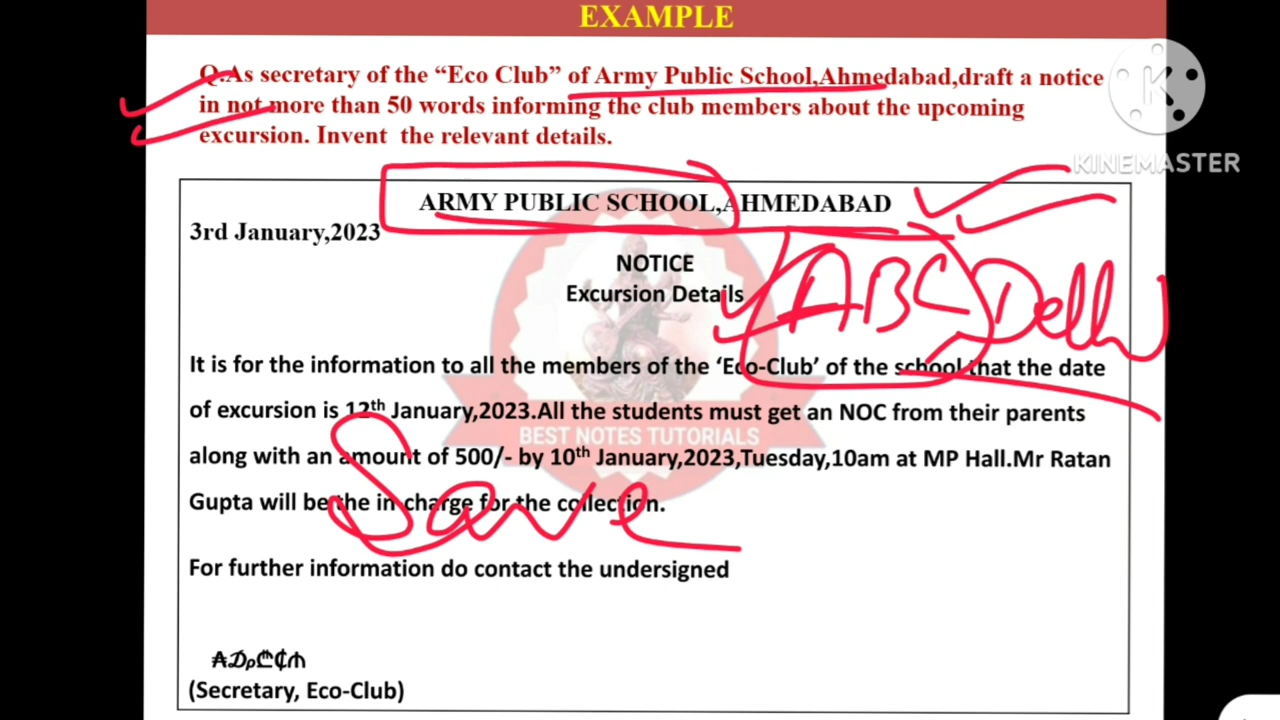 EXAMPLE
Q.As secretary of the “Eco Club” of Army Public School,Ahmedabad,draft a notice
in not more than 50 words informing the club members about the upcoming
excursion. Invent the relevant details.
KINEMASTER
ARMY PUBLIC SCHOOL,AHMEDABAD
3rd January,2023
NOTICE
Excursion Details
ABC, Delhi
It is for the information to all the members of the ‘Eco-Club’ of the school that the date
of excursion is 12th January,2023.All the students must get an NOC from their parents
BEST NOTES TUTORIALS
along with an amount of 500/- by 10th January,2023,Tuesday,10am at MP Hall.Mr Ratan
Gupta will be the in charge for the collection.
Save
For further information do contact the undersigned
(Secretary, Eco-Club)